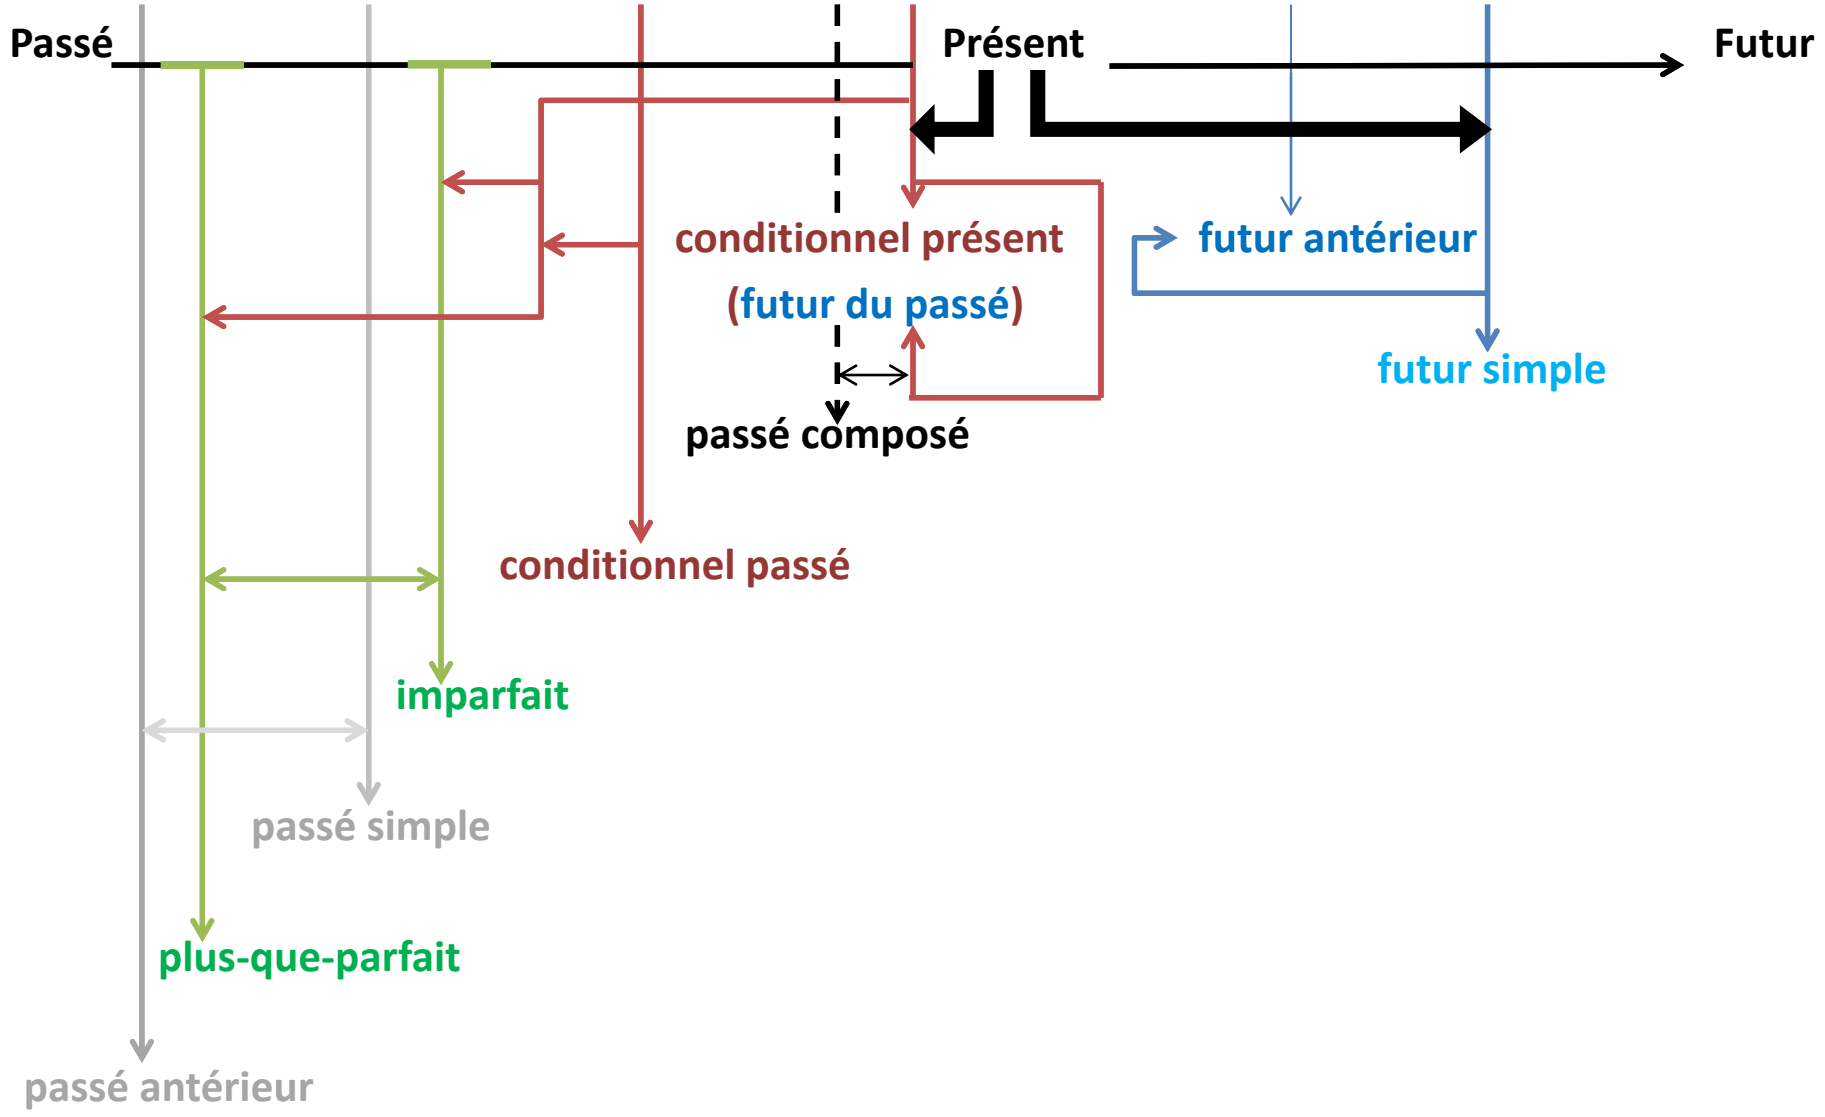 Passé
Présent
Futur
conditionnel présent
(futur du passé)
futur antérieur
futur simple
passé composé
conditionnel passé
imparfait
passé simple
plus-que-parfait
passé antérieur